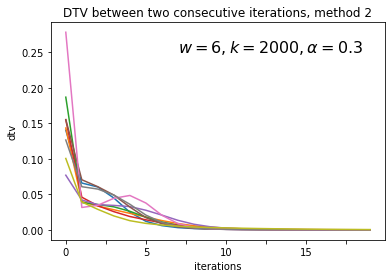 DTV between two consecutive iterations, method 2
w = 6, k = 2000, α = 0.3
0.25
0.20
0.15
0.10
0.05
0.00
dtv
0 5 10 15
iterations